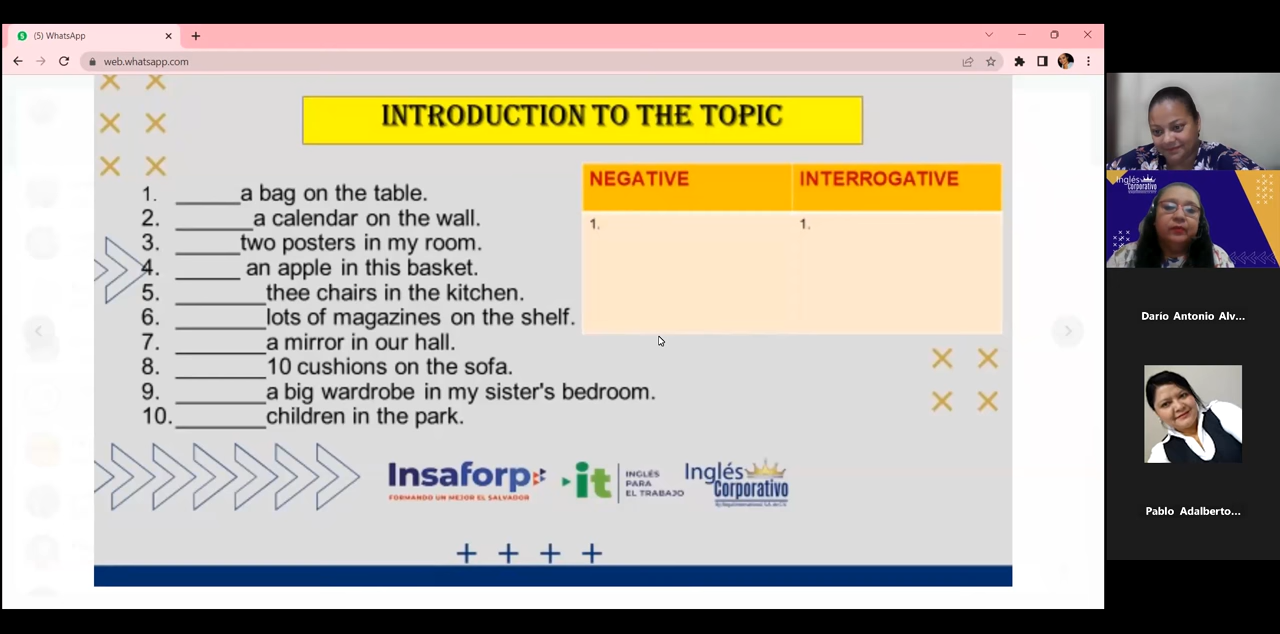 (5) WhatsApp
web.whatsapp.com
INTRODUCTION TO THE TOPIC
1. ______a bag on the table.
2. _______a calendar on the wall.
3. ______two posters in my room.
4. ______ an apple in this basket.
5. ________thee chairs in the kitchen.
6. ________lots of magazines on the shelf.
7. ________a mirror in our hall.
8. ________10 cushions on the sofa.
9. ________a big wardrobe in my sister's bedroom.
10.________children in the park.
NEGATIVE INTERROGATIVE
1. 1.
Insaforp
FORMANDO UN MEJOR EL SALVADOR
it
INGLÉS
PARA
EL TRABAJO
Inglés
Corporativo
Inglés
Corporativo
Darío Antonio Alv...
Pablo Adalberto...